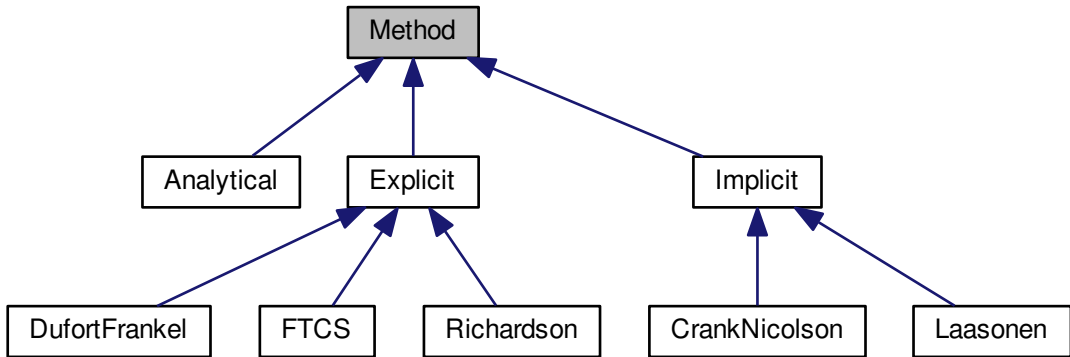 Method
Analytical
Explicit
Implicit
DufortFrankel
FTCS
Richardson
CrankNicolson
Laasonen